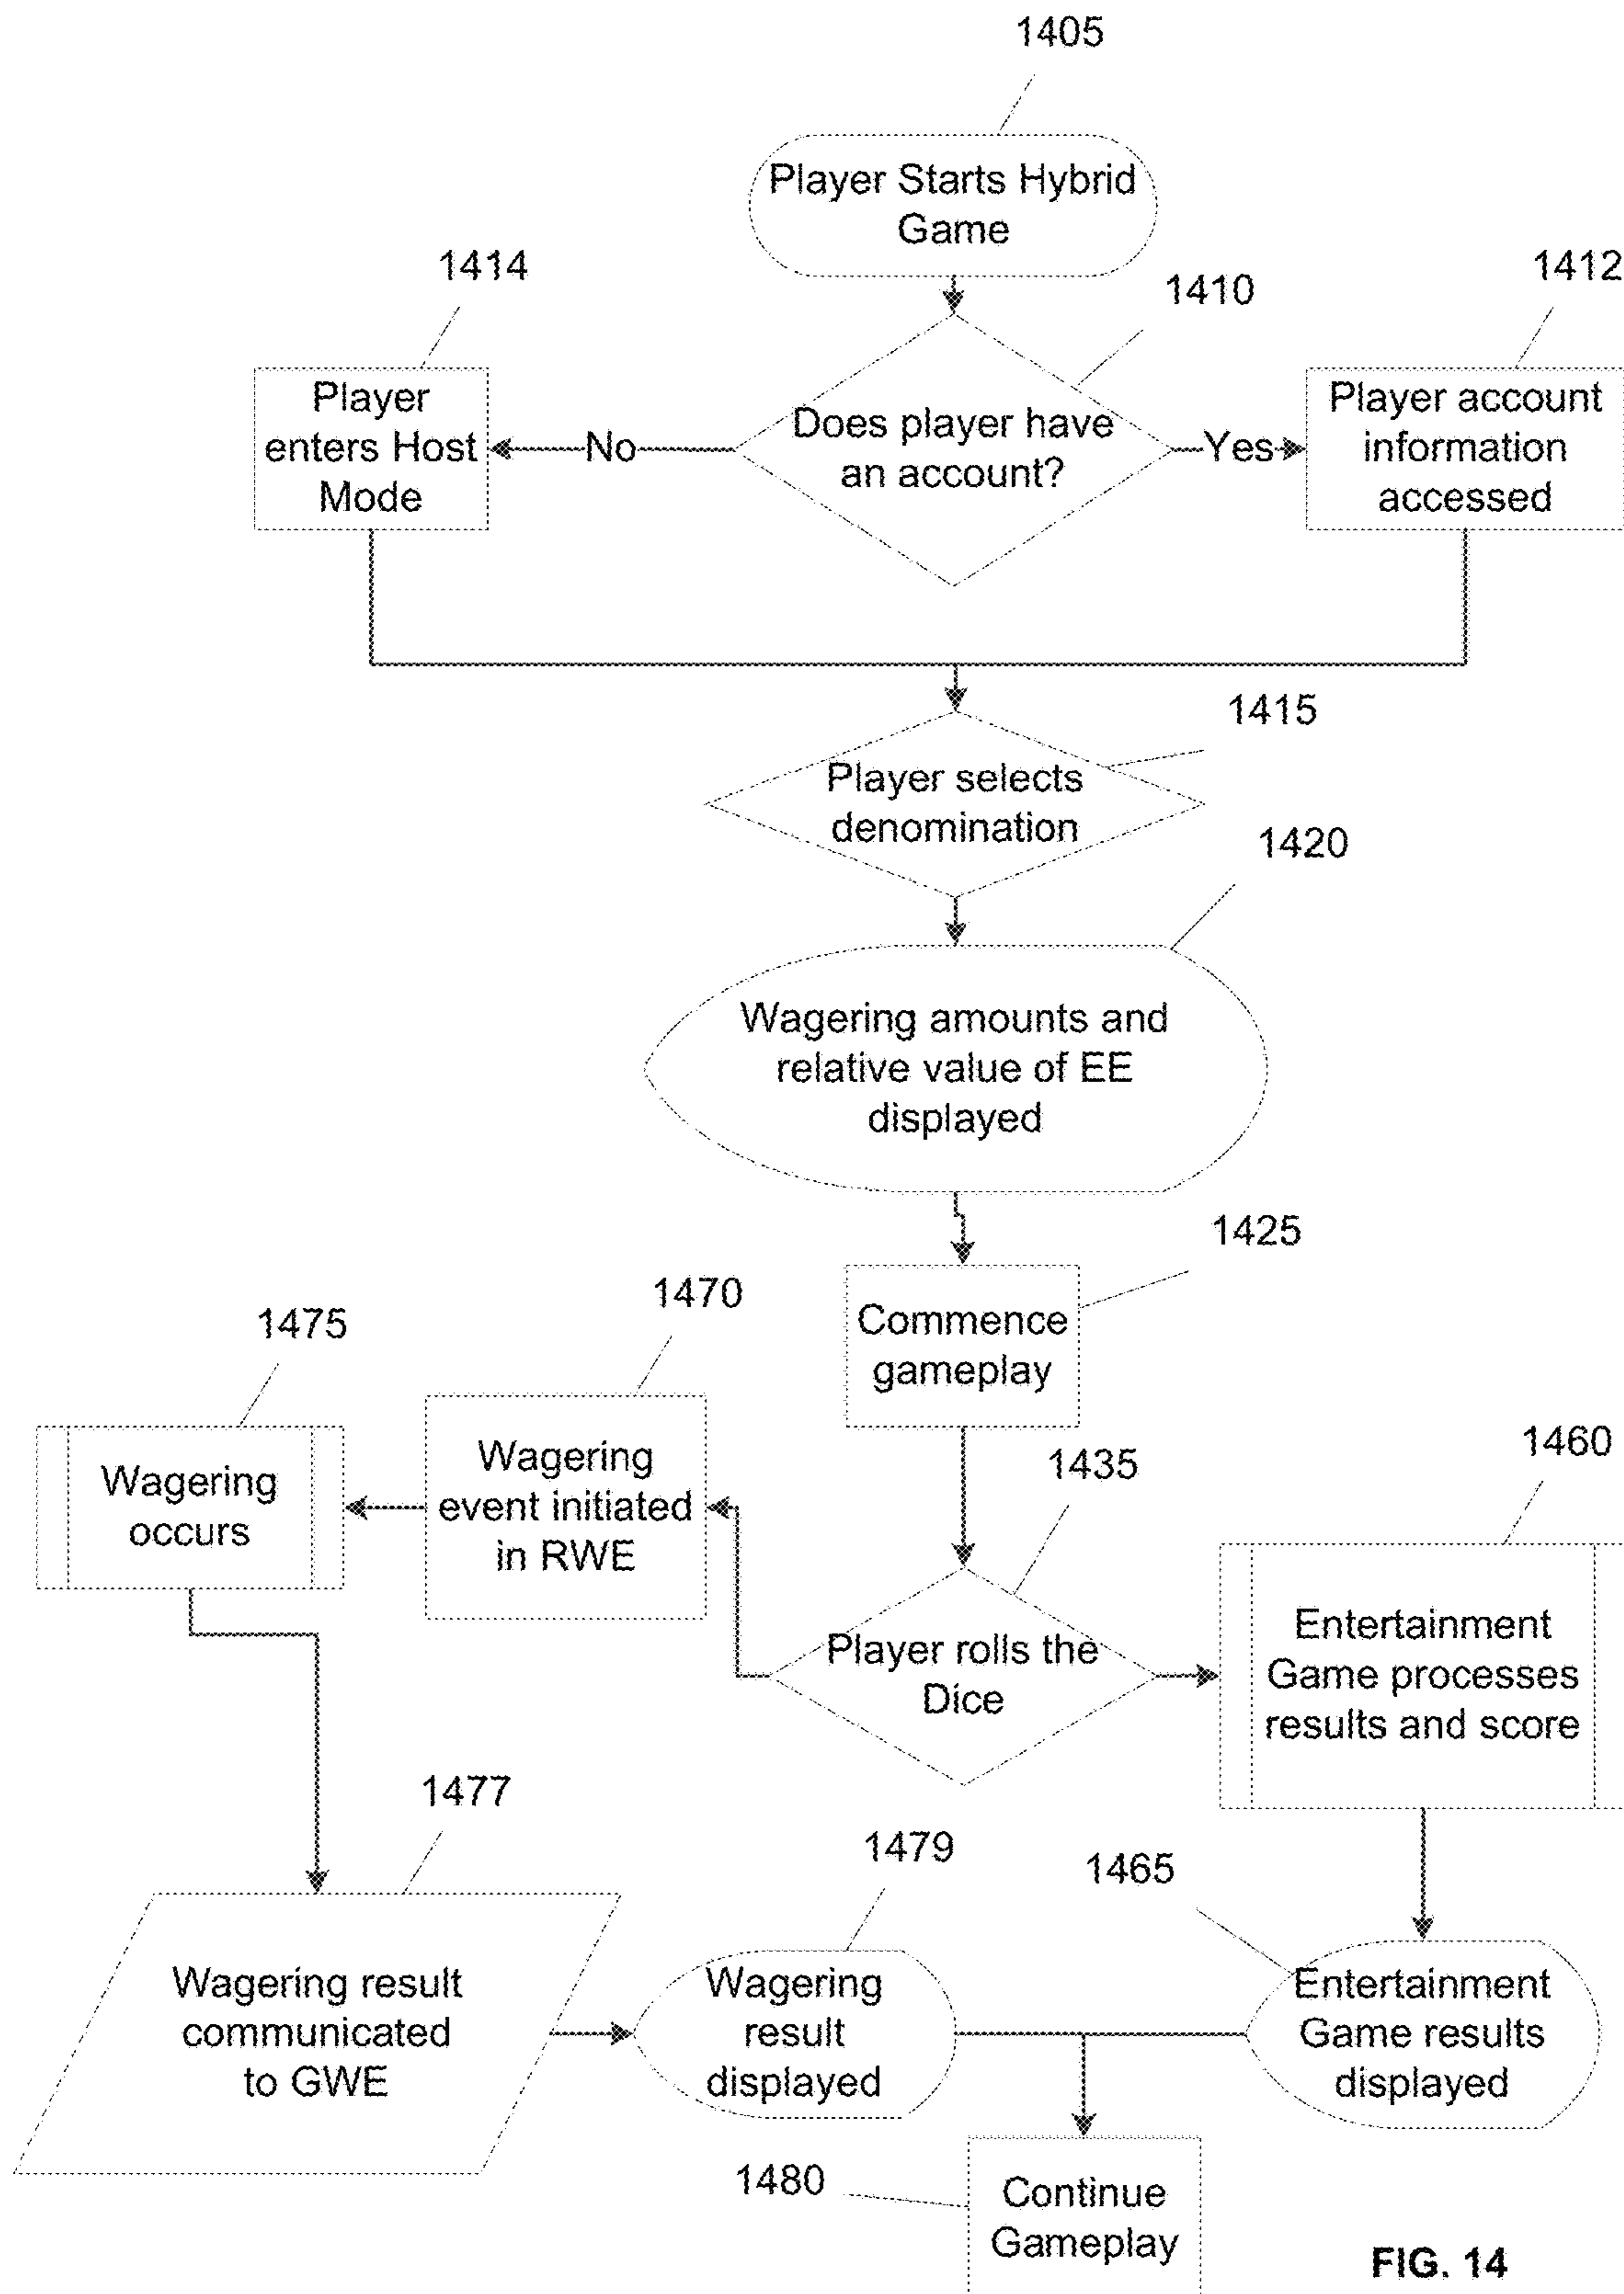 1405
Player Starts Hybrid
Game
1414
1410
1412
Player
enters Host
Mode
No
Does player have
an account?
Yes
Player account
information
accessed
1415
Player selects
denomination
1420
Wagering amounts and
relative value of EE
displayed
1425
Commence
gameplay
1475
1470
Wagering
occurs
Wagering
event initiated
in RWE
1435
1460
Player rolls the
Dice
Entertainment
Game processes
results and score
1477
1479
1465
Wagering result
communicated
to GWE
Wagering
result
displayed
Entertainment
Game results
displayed
1480
Continue
Gameplay
FIG. 14